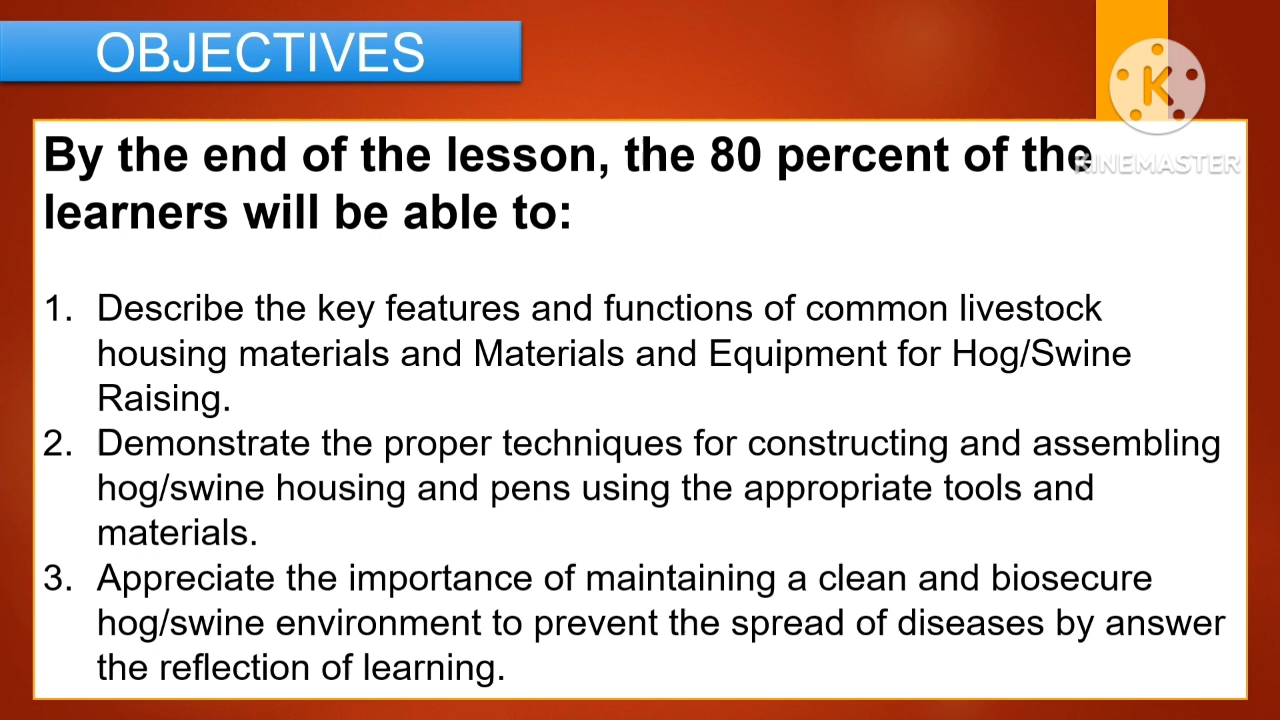 OBJECTIVES
K
KINEMASTER
By the end of the lesson, the 80 percent of the
learners will be able to:
1. Describe the key features and functions of common livestock
housing materials and Materials and Equipment for Hog/Swine
Raising.
2. Demonstrate the proper techniques for constructing and assembling
hog/swine housing and pens using the appropriate tools and
materials.
3. Appreciate the importance of maintaining a clean and biosecure
hog/swine environment to prevent the spread of diseases by answer
the reflection of learning.